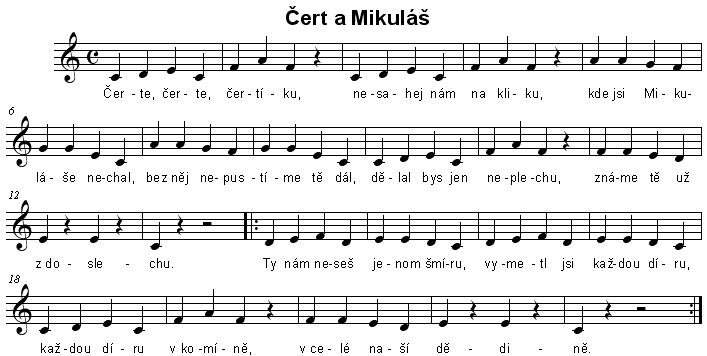 Čert a Mikuláš
Čer - te, čer - te, čer - tí - ku, ne - sa - hej nám na kli - ku, kde jsi Mi - ku-
6
lá - še ne - chal, bez něj ne - pus - tí - me tě dál, dě - lal bys jen ne - ple - chu, zná - me tě už
12
z do - sle - chu. Ty nám ne - seš je - nom šmí - ru, vy - me - tl jsi kaž - dou dí - ru,
18
kaž - dou dí - ru v ko - mí - ně, v ce - lé na - ší dě - di - ně.